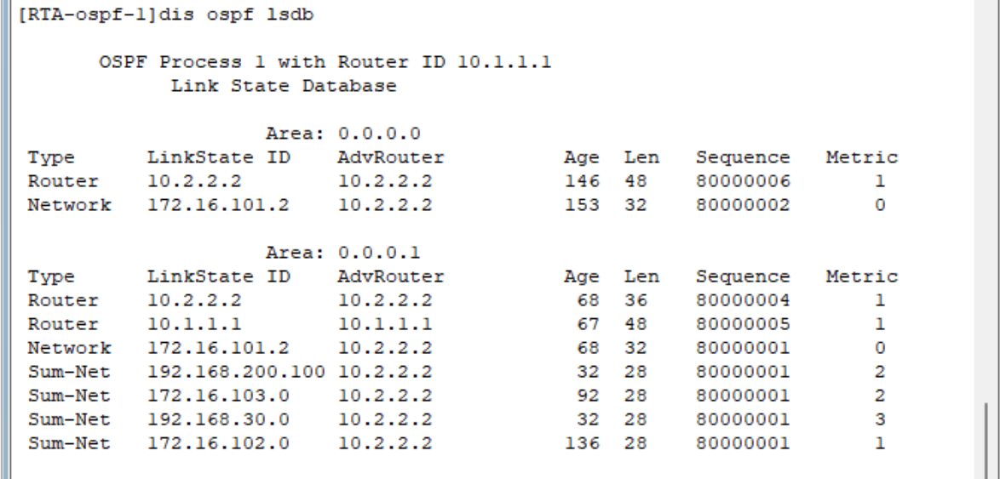 [RTA-ospf-1]dis ospf lsdb
OSPF Process 1 with Router ID 10.1.1.1
Link State Database
Area: 0.0.0.0
Type LinkState ID AdvRouter Age Len Sequence Metric
Router 10.2.2.2 10.2.2.2 146 48 80000006 1
Network 172.16.101.2 10.2.2.2 153 32 80000002 0
Area: 0.0.0.1
Type LinkState ID AdvRouter Age Len Sequence Metric
Router 10.2.2.2 10.2.2.2 68 36 80000004 1
Router 10.1.1.1 10.1.1.1 67 48 80000005 1
Network 172.16.101.2 10.2.2.2 68 32 80000001 0
Sum-Net 192.168.200.100 10.2.2.2 32 28 80000001 2
Sum-Net 172.16.103.0 10.2.2.2 92 28 80000001 2
Sum-Net 192.168.30.0 10.2.2.2 32 28 80000001 3
Sum-Net 172.16.102.0 10.2.2.2 136 28 80000001 1